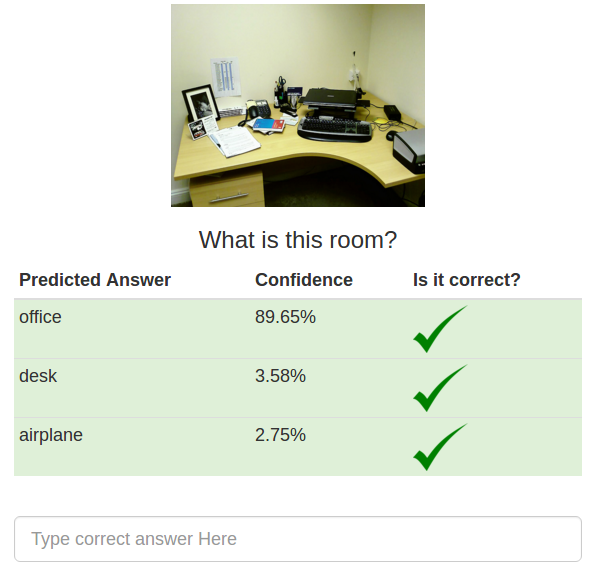 What is this room?
Predicted Answer Confidence Is it correct?
office 89.65%
desk 3.58%
airplane 2.75%
Type correct answer Here